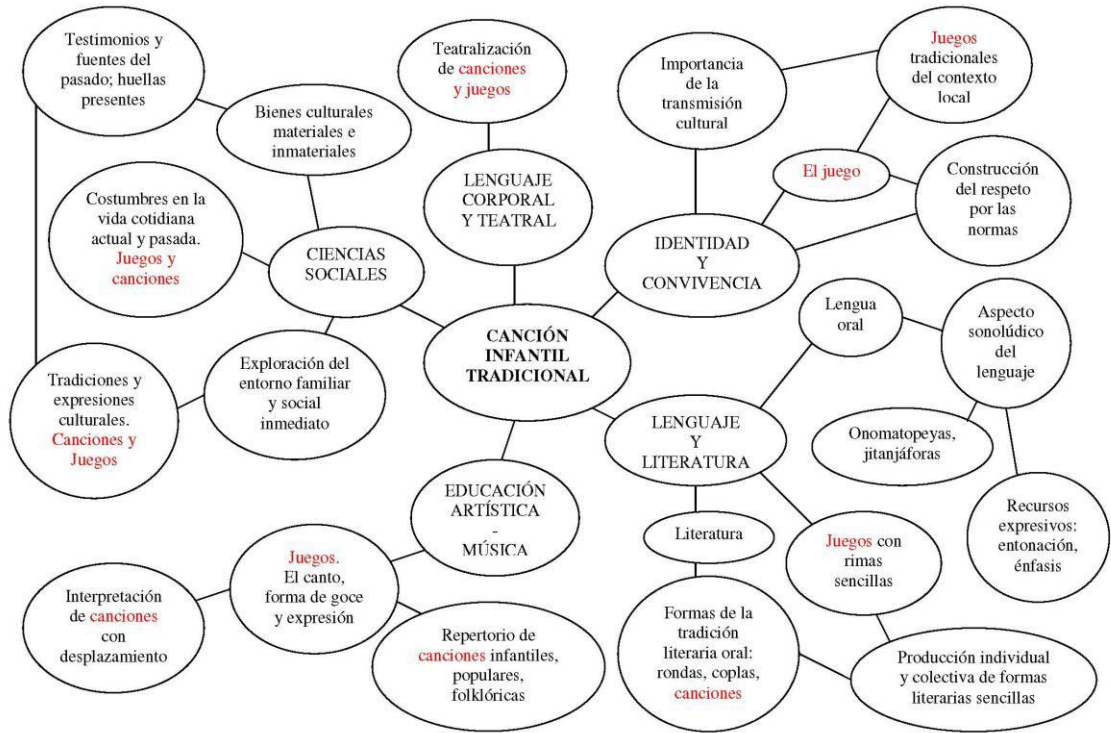 Testimonios y
fuentes del
pasado; huellas
presentes
Teatralización
de canciones
y juegos
Importancia
de la
transmisión
cultural
Juegos
tradicionales
del contexto
local
Bienes culturales
materiales e
inmateriales
El juego
Construcción
del respeto
por las
normas
Costumbres en la
vida cotidiana
actual y pasada.
Juegos y
canciones
LENGUAJE
CORPORAL
Y TEATRAL
CIENCIAS
SOCIALES
IDENTIDAD
Y
CONVIVENCIA
Lengua
oral
Aspecto
sonolúdico
del
lenguaje
CANCIÓN
INFANTIL
TRADICIONAL
Tradiciones y
expresiones
culturales.
Canciones y
Juegos
Exploración del
entorno familiar
y social
inmediato
LENGUAJE
Y
LITERATURA
Onomatopeyas,
jitanjáforas
EDUCACIÓN
ARTÍSTICA
-
MÚSICA
Literatura
Juegos con
rimas
sencillas
Recursos
expresivos:
entonación,
énfasis
Juegos.
El canto,
forma de goce
y expresión
Interpretación
de canciones
con
desplazamiento
Repertorio de
canciones infantiles,
populares,
folklóricas
Formas de la
tradición
literaria oral:
rondas, coplas,
canciones
Producción individual
y colectiva de formas
literarias sencillas